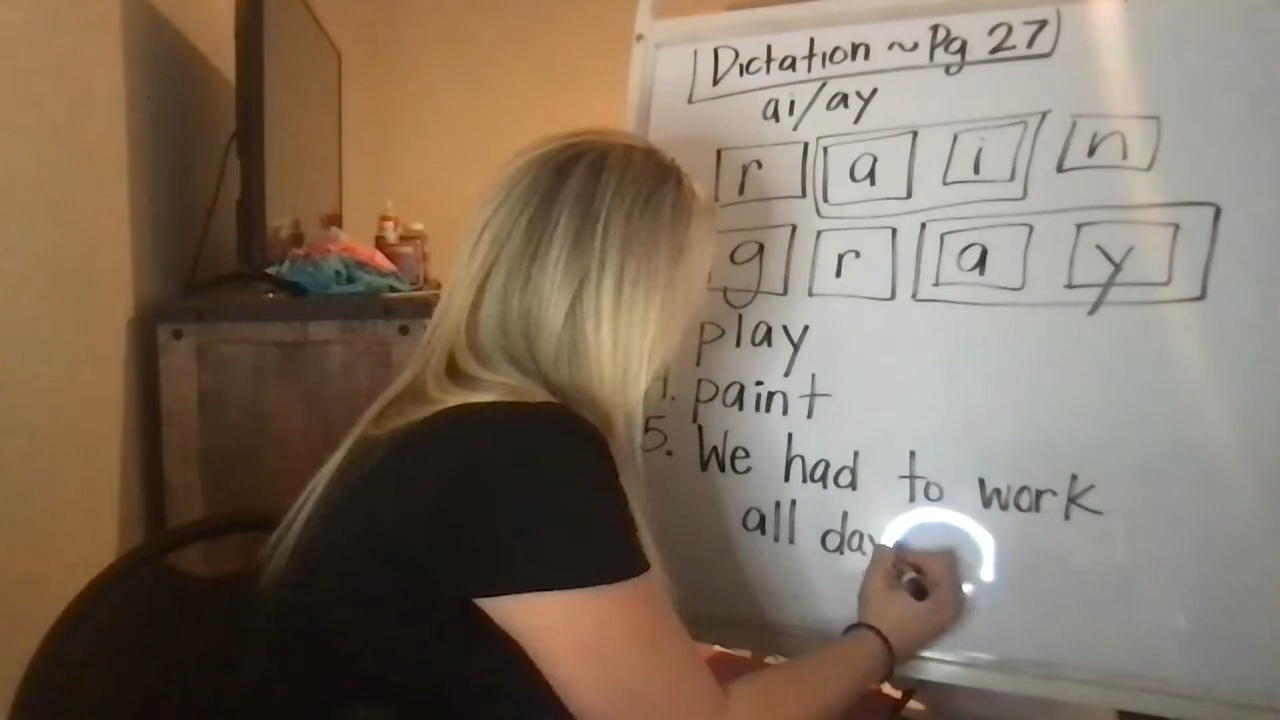 Dictation ~ Pg 27
ai/ay
r a i n
g r a y
play
paint
5. We had to work
all day